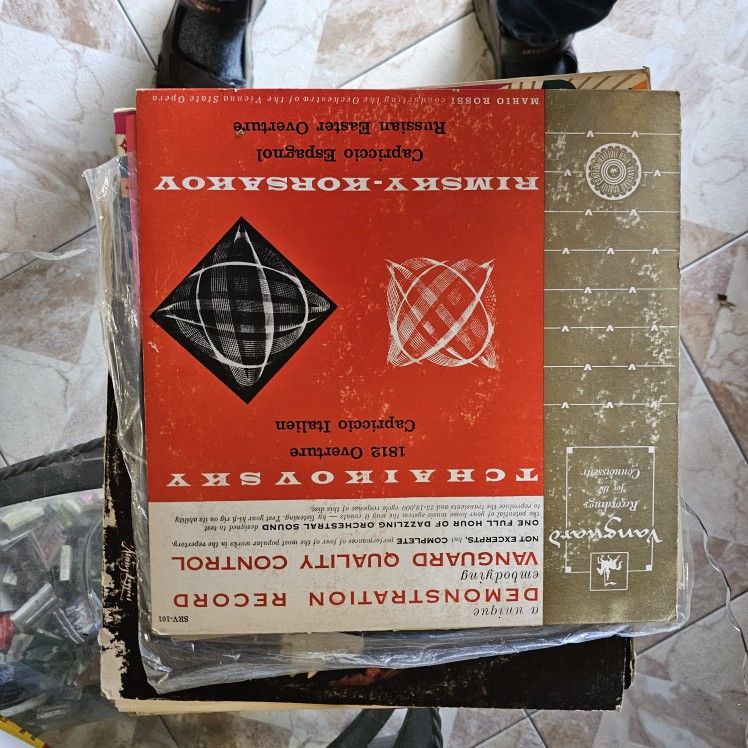 a unique
DEMONSTRATION RECORD
SRV-101
embodying
VANGUARD QUALITY CONTROL
NOT EXCERPTS, but COMPLETE performances of four of the most popular works in the repertory.
ONE FULL HOUR OF DAZZLING ORCHESTRAL SOUND designed to test
the potential of your home music system the way it counts — by listening. Test your hi-fi rig on its ability
to reproduce the transients and 25-18,000 cycle response of this disc.
TCHAIKOVSKY
1812 Overture
Capriccio Italien
RIMSKY-KORSAKOV
Capriccio Espagnol
Russian Easter Overture
MARIO ROSSI conducting the Orchestra of the Vienna State Opera
Vanguard
Recordings
for the
Connoisseur